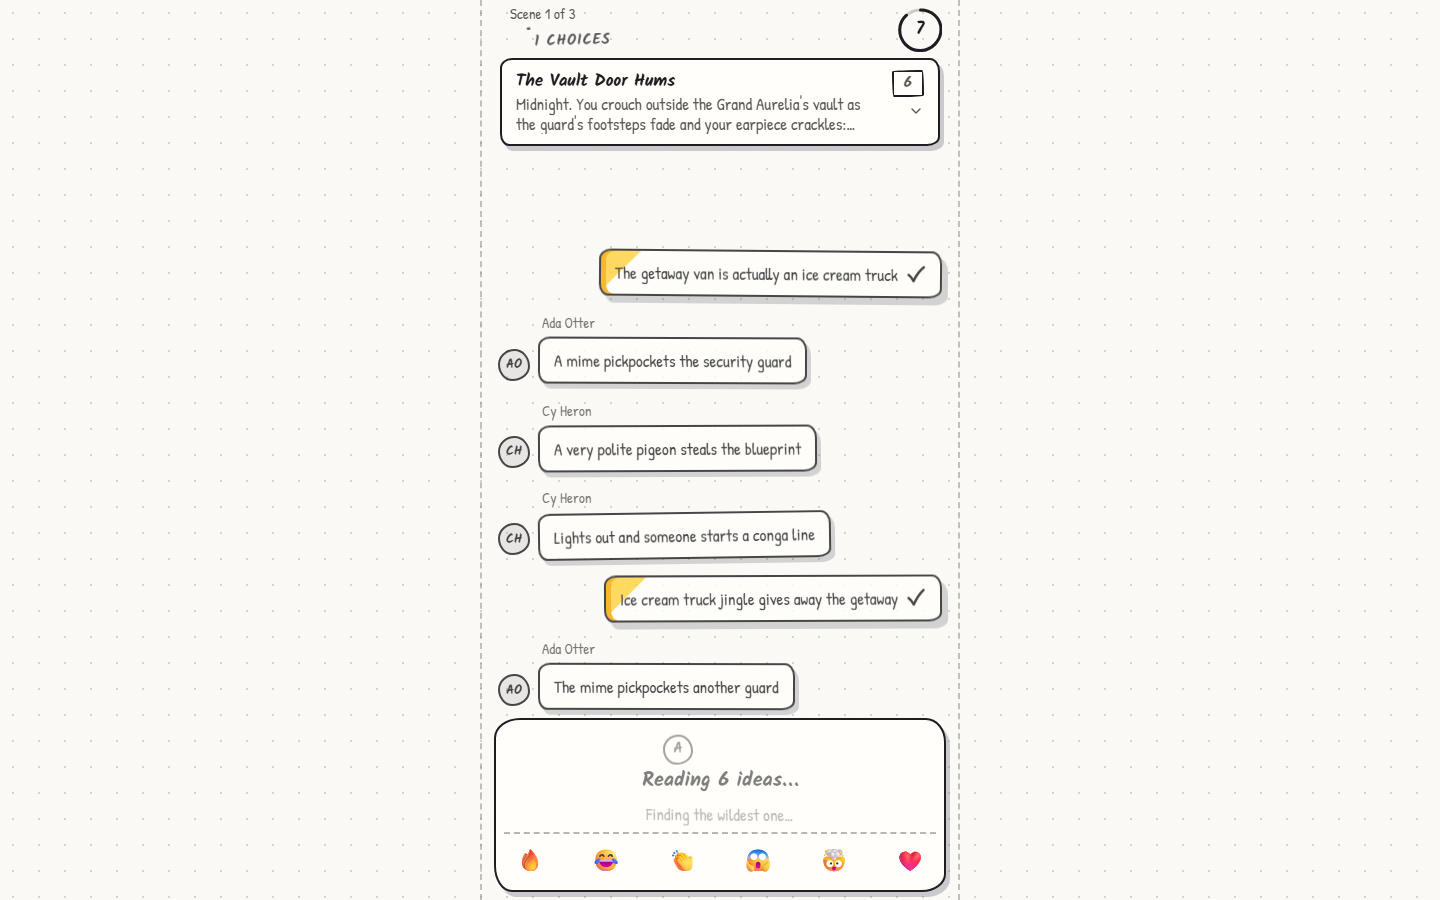 Scene 1 of 3
1 CHOICES
7
The Vault Door Hums
6
Midnight. You crouch outside the Grand Aurelia's vault as
the guard's footsteps fade and your earpiece crackles:...
The getaway van is actually an ice cream truck
Ada Otter
AO
A mime pickpockets the security guard
Cy Heron
CH
A very polite pigeon steals the blueprint
Cy Heron
CH
Lights out and someone starts a conga line
Ice cream truck jingle gives away the getaway
Ada Otter
AO
The mime pickpockets another guard
A
Reading 6 ideas...
Finding the wildest one...